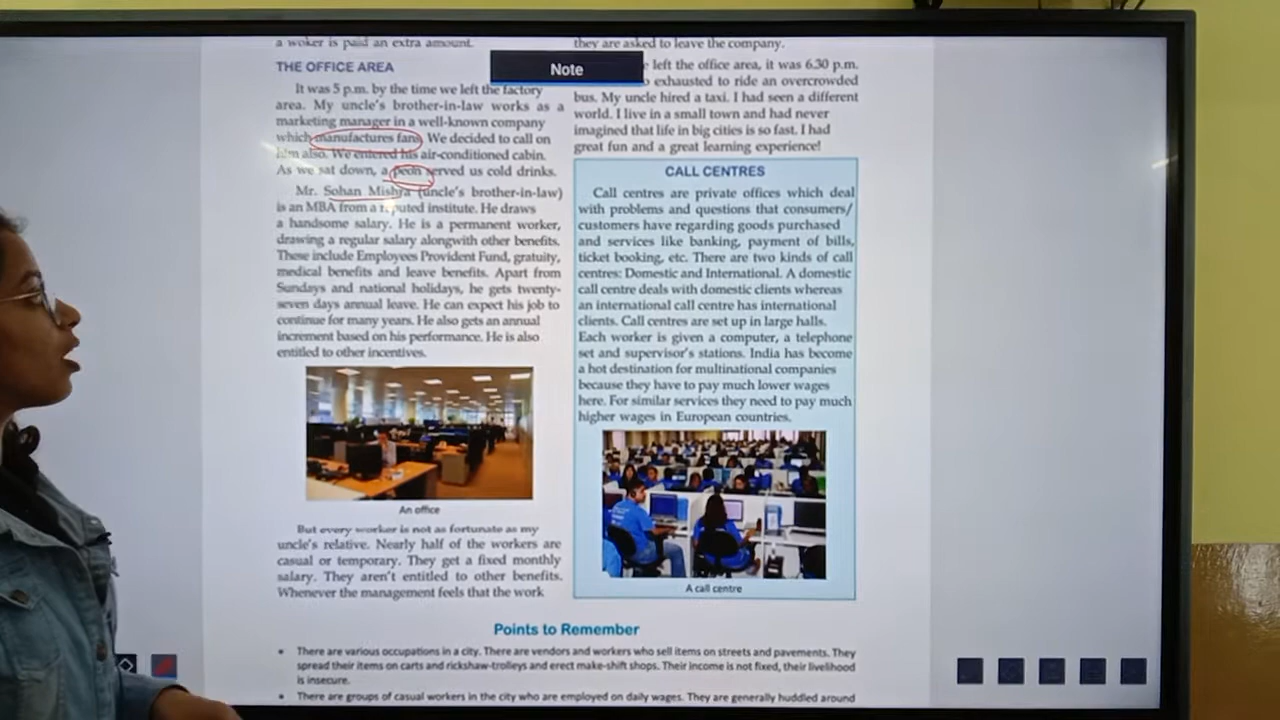 a woker is paid an extra amount.
THE OFFICE AREA
It was 5 p.m. by the time we left the factory
area. My uncle's brother-in-law works as a
marketing manager in a well-known company
which manufactures fans. We decided to call on
him also. We entered his air-conditioned cabin.
As we sat down, a peon served us cold drinks.
Mr. Sohan Mishra (uncle's brother-in-law)
is an MBA from a reputed institute. He draws
a handsome salary. He is a permanent worker,
drawing a regular salary alongwith other benefits.
These include Employees Provident Fund, gratuity,
medical benefits and leave benefits. Apart from
Sundays and national holidays, he gets twenty-
seven days annual leave. He can expect his job to
continue for many years. He also gets an annual
increment based on his performance. He is also
entitled to other incentives.
An office
But every worker is not as fortunate as my
uncle's relative. Nearly half of the workers are
casual or temporary. They get a fixed monthly
salary. They aren't entitled to other benefits.
Whenever the management feels that the work
they are asked to leave the company.
Note
left the office area, it was 6.30 p.m.
exhausted to ride an overcrowded
bus. My uncle hired a taxi. I had seen a different
world. I live in a small town and had never
imagined that life in big cities is so fast. I had
great fun and a great learning experience!
CALL CENTRES
Call centres are private offices which deal
with problems and questions that consumers/
customers have regarding goods purchased
and services like banking, payment of bills,
ticket booking, etc. There are two kinds of call
centres: Domestic and International. A domestic
call centre deals with domestic clients whereas
an international call centre has international
clients. Call centres are set up in large halls.
Each worker is given a computer, a telephone
set and supervisor's stations. India has become
a hot destination for multinational companies
because they have to pay much lower wages
here. For similar services they need to pay much
higher wages in European countries.
A call centre
Points to Remember
• There are various occupations in a city. There are vendors and workers who sell items on streets and pavements. They
spread their items on carts and rickshaw-trolleys and erect make-shift shops. Their income is not fixed, their livelihood
is insecure.
• There are groups of casual workers in the city who are employed on daily wages. They are generally huddled around